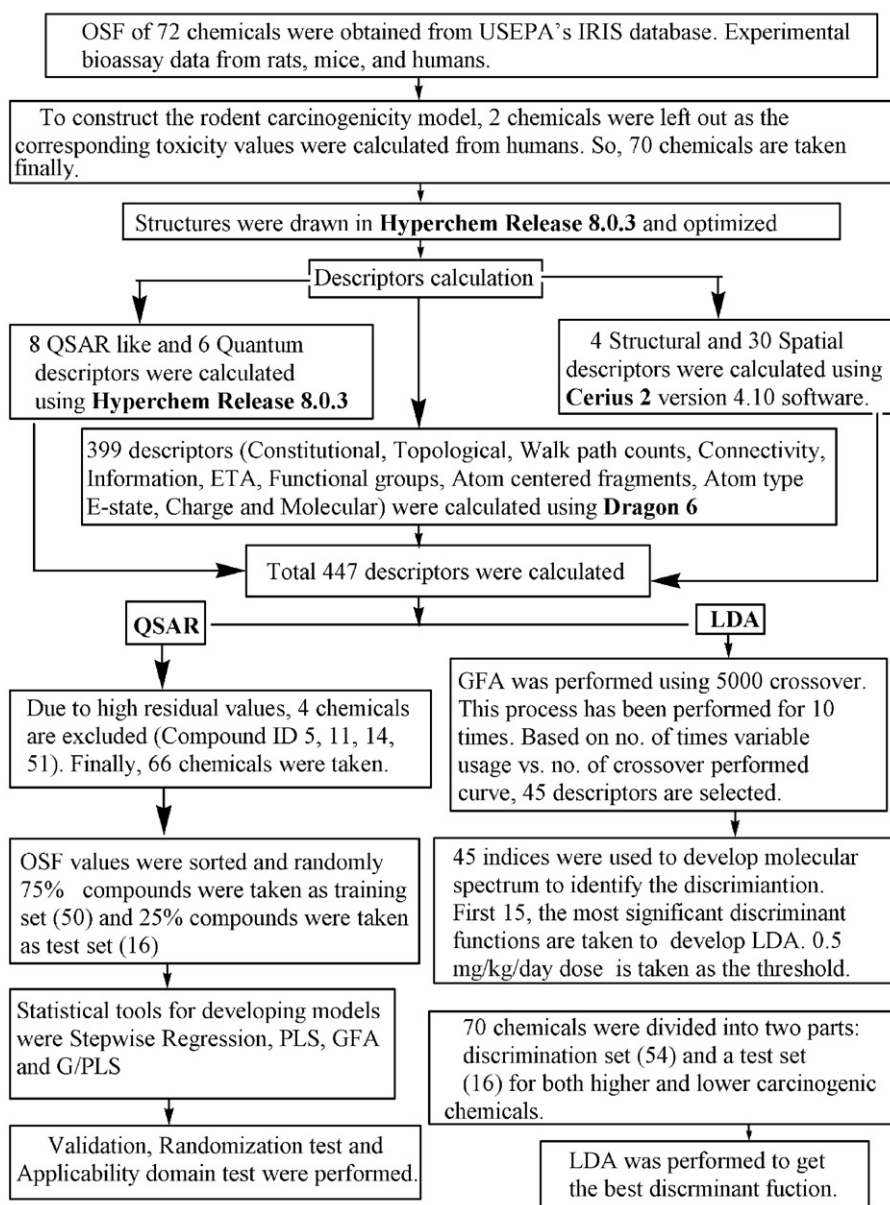 OSF of 72 chemicals were obtained from USEPA's IRIS database. Experimental
bioassay data from rats, mice, and humans.
To construct the rodent carcinogenicity model, 2 chemicals were left out as the
corresponding toxicity values were calculated from humans. So, 70 chemicals are taken
finally.
Structures were drawn in Hyperchem Release 8.0.3 and optimized
Descriptors calculation
8 QSAR like and 6 Quantum
descriptors were calculated
using Hyperchem Release 8.0.3
4 Structural and 30 Spatial
descriptors were calculated using
Cerius 2 version 4.10 software.
399 descriptors (Constitutional, Topological, Walk path counts, Connectivity,
Information, ETA, Functional groups, Atom centered fragments, Atom type
E-state, Charge and Molecular) were calculated using Dragon 6
Total 447 descriptors were calculated
QSAR
Due to high residual values, 4 chemicals
are excluded (Compound ID 5, 11, 14,
51). Finally, 66 chemicals were taken.
OSF values were sorted and randomly
75% compounds were taken as training
set (50) and 25% compounds were taken
as test set (16)
Statistical tools for developing models
were Stepwise Regression, PLS, GFA
and G/PLS
Validation, Randomization test and
Applicability domain test were performed.
LDA
GFA was performed using 5000 crossover.
This process has been performed for 10
times. Based on no. of times variable
usage vs. no. of crossover performed
curve, 45 descriptors are selected.
45 indices were used to develop molecular
spectrum to identify the discrimiantion.
First 15, the most significant discriminant
functions are taken to develop LDA. 0.5
mg/kg/day dose is taken as the threshold.
70 chemicals were divided into two parts:
discrimination set (54) and a test set
(16) for both higher and lower carcinogenic
chemicals.
LDA was performed to get
the best discrminant fuction.